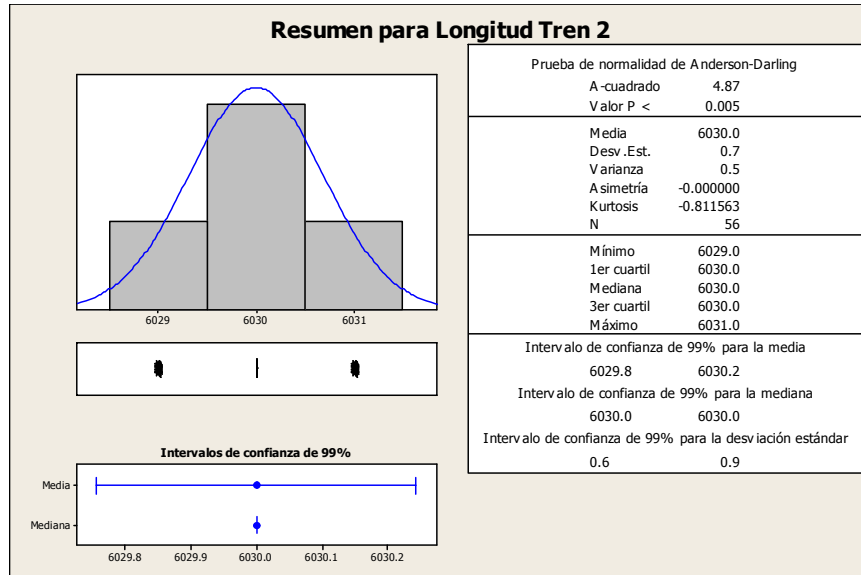 Resumen para Longitud Tren 2
6029 6030 6031
Intervalos de confianza de 99%
Media
Mediana
6029.8 6029.9 6030.0 6030.1 6030.2
Prueba de normalidad de Anderson-Darling
A-cuadrado 4.87
Valor P < 0.005
Media 6030.0
Desv.Est. 0.7
Varianza 0.5
Asimetría -0.000000
Kurtosis -0.811563
N 56
Mínimo 6029.0
1er cuartil 6030.0
Mediana 6030.0
3er cuartil 6030.0
Máximo 6031.0
Intervalo de confianza de 99% para la media
6029.8 6030.2
Intervalo de confianza de 99% para la mediana
6030.0 6030.0
Intervalo de confianza de 99% para la desviación estándar
0.6 0.9